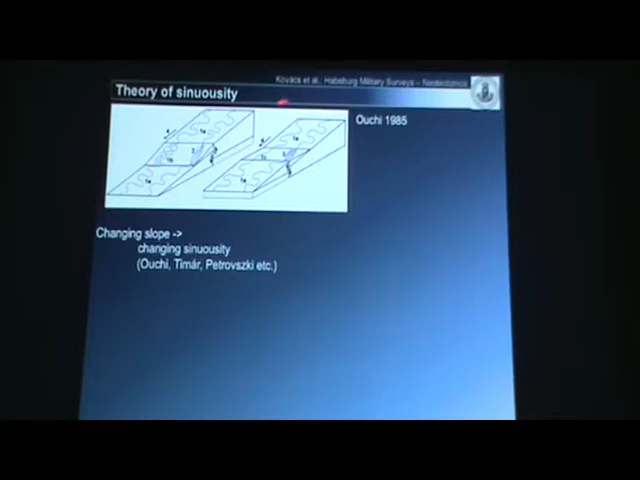 Kovács et al.: Habsburg Military Surveys – Neotectonics
Theory of sinuousity
Ouchi 1985
Changing slope ->
changing sinuousity
(Ouchi, Timár, Petrovszki etc.)